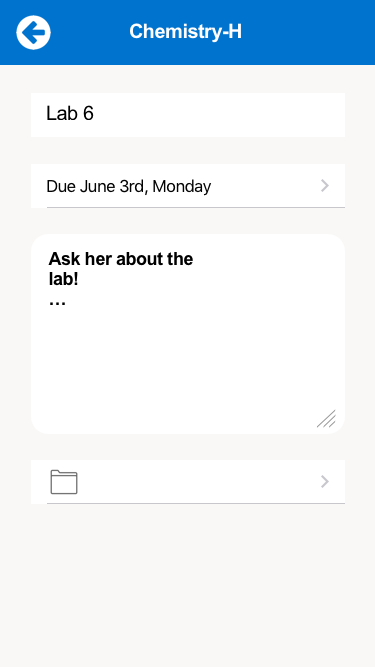 Chemistry-H
Lab 6
Due June 3rd, Monday
Ask her about the
lab!
...